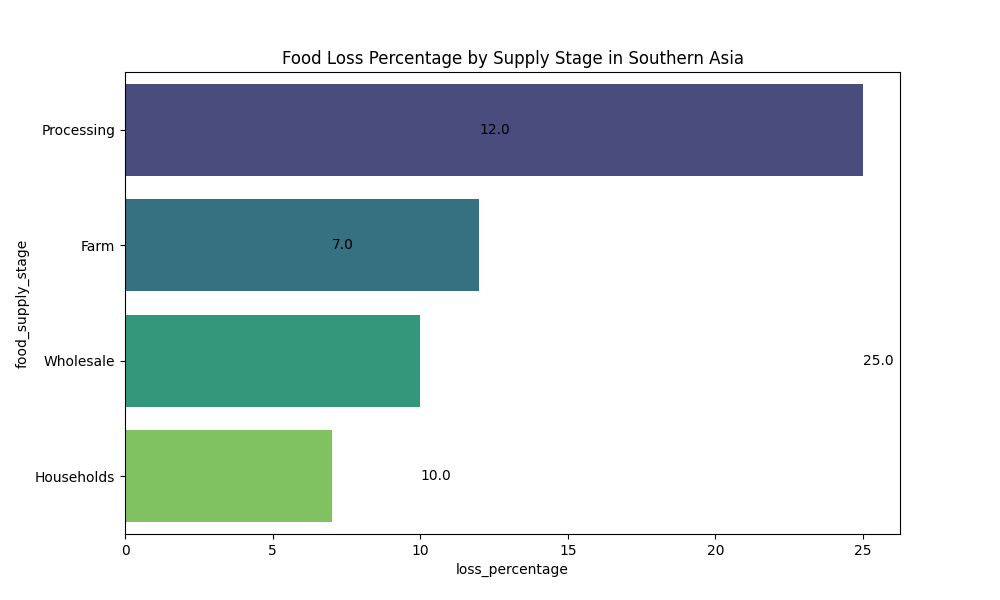 Food Loss Percentage by Supply Stage in Southern Asia
food_supply_stage
Processing
12.0
Farm
7.0
Wholesale
25.0
Households
10.0
0 5 10 15 20 25
loss_percentage